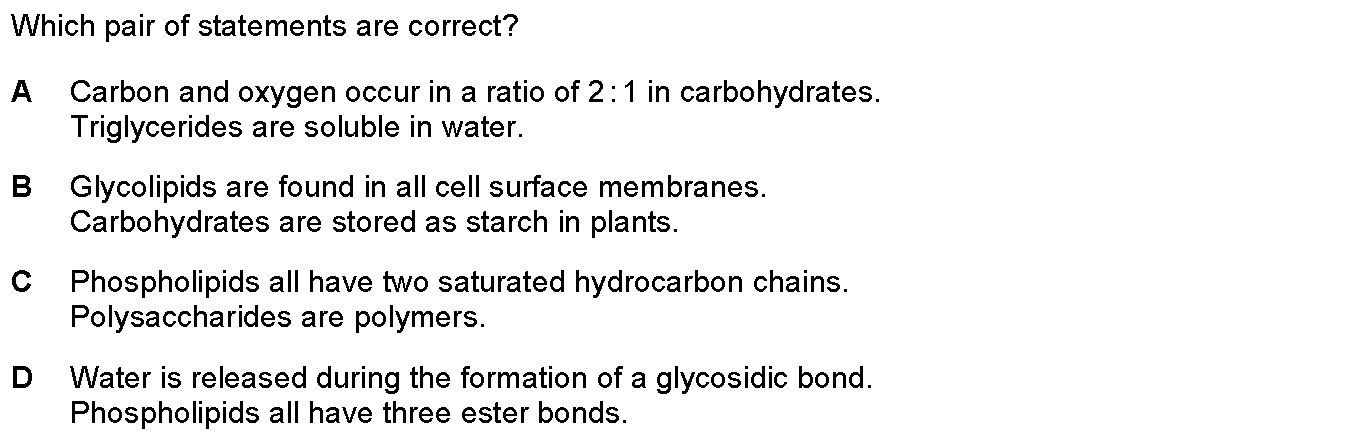 Which pair of statements are correct?
A Carbon and oxygen occur in a ratio of 2 : 1 in carbohydrates.
Triglycerides are soluble in water.
B Glycolipids are found in all cell surface membranes.
Carbohydrates are stored as starch in plants.
C Phospholipids all have two saturated hydrocarbon chains.
Polysaccharides are polymers.
D Water is released during the formation of a glycosidic bond.
Phospholipids all have three ester bonds.